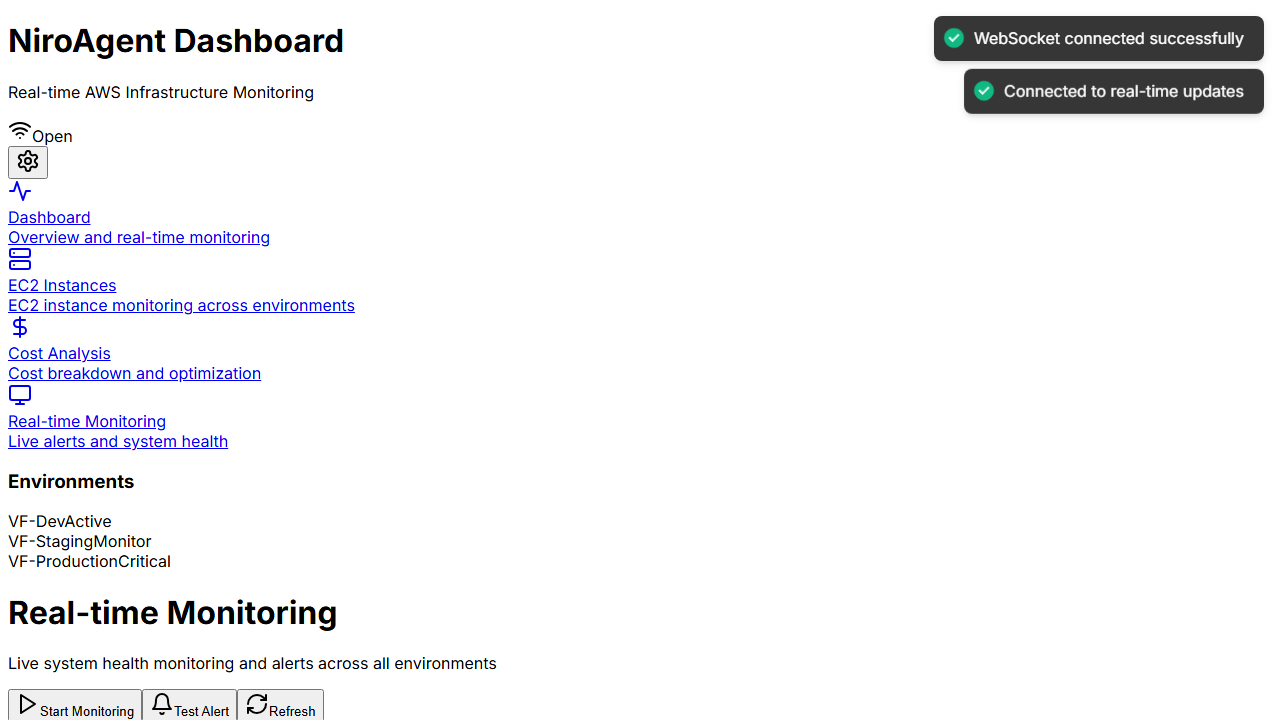 NiroAgent Dashboard
Real-time AWS Infrastructure Monitoring
Open
Dashboard
Overview and real-time monitoring
EC2 Instances
EC2 instance monitoring across environments
Cost Analysis
Cost breakdown and optimization
Real-time Monitoring
Live alerts and system health
Environments
VF-DevActive
VF-StagingMonitor
VF-ProductionCritical
Real-time Monitoring
Live system health monitoring and alerts across all environments
Start Monitoring Test Alert Refresh
WebSocket connected successfully
Connected to real-time updates